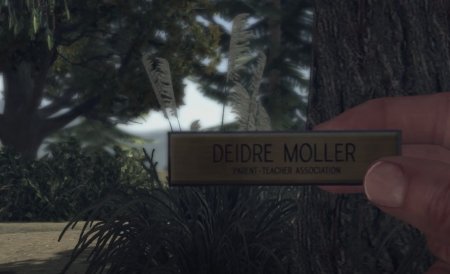 DEIDRE MOLLER
PARENT-TEACHER ASSOCIATION